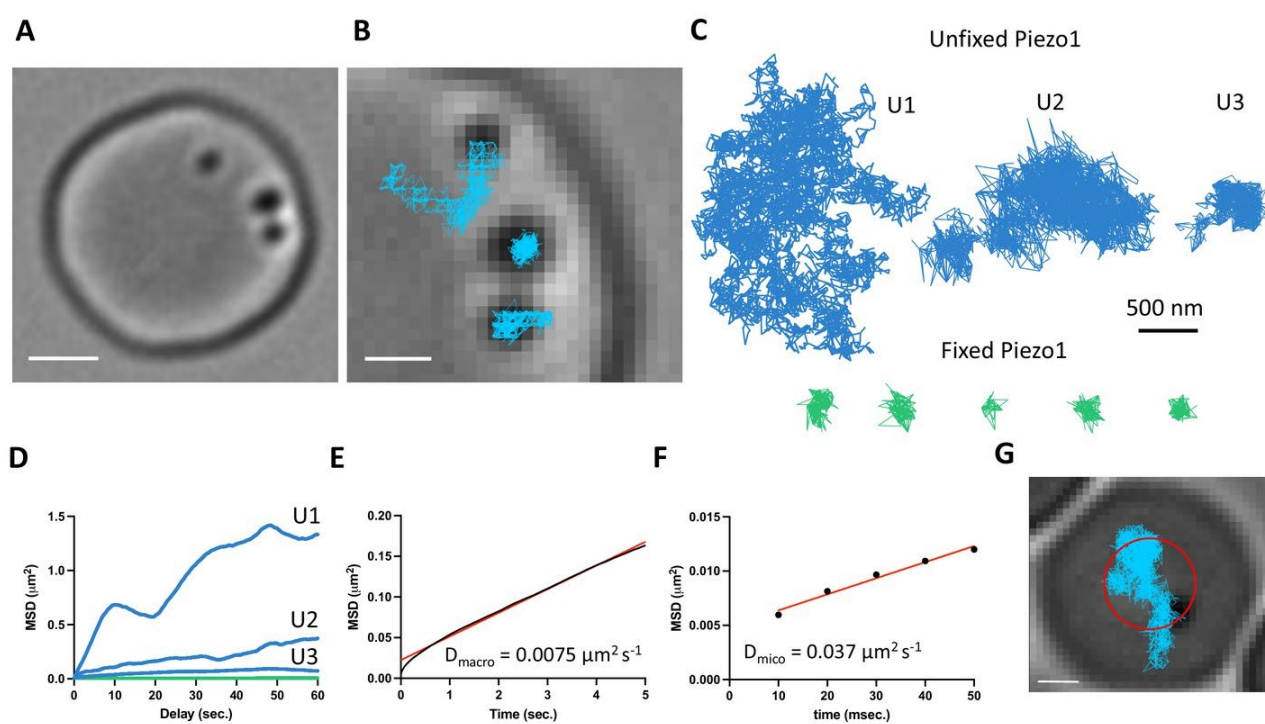 A
B
C
Unfixed Piezo1
U1
U2
U3
500 nm
Fixed Piezo1
D
E
F
G
1.5
1.0
0.5
0.0
MSD (μm²)
U1
U2
U3
0 10 20 30 40 50 60
Delay (sec.)
0.20
0.15
0.10
0.05
0.00
MSD (μm²)
D_macro = 0.0075 μm² s⁻¹
0 1 2 3 4 5
Time (sec.)
0.015
0.010
0.005
0.000
MSD (μm²)
D_mico = 0.037 μm² s⁻¹
0 10 20 30 40 50
time (msec.)